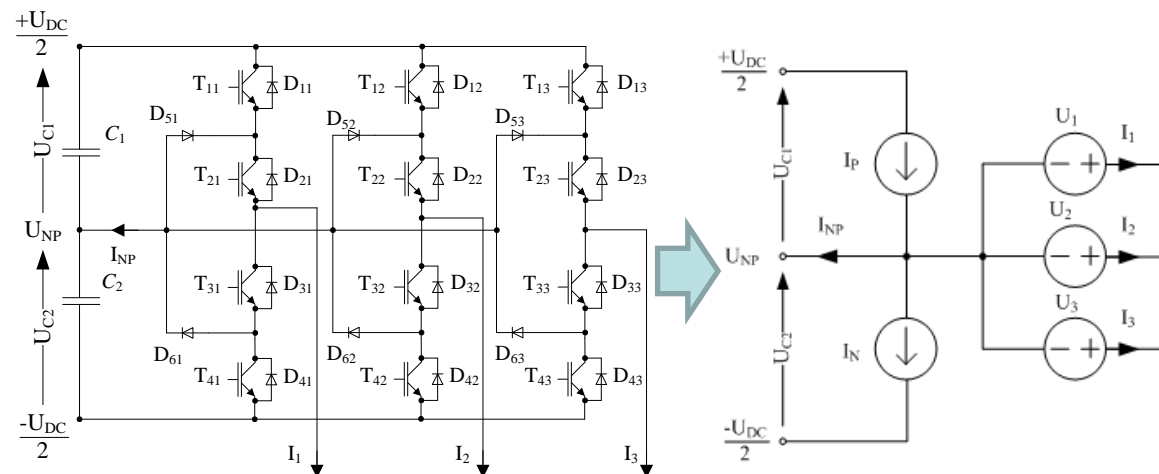 +U_DC
2
U_C1
C1
U_NP
I_NP
C2
U_C2
-U_DC
2
T11 D11 T12 D12 T13 D13
D51 D52 D53
T21 D21 T22 D22 T23 D23
T31 D31 T32 D32 T33 D33
D61 D62 D63
T41 D41 T42 D42 T43 D43
I1 I2 I3
+U_DC
2
U_C1
U_NP
U_C2
-U_DC
2
I_P
I_NP
I_N
U1 I1
- +
U2 I2
- +
U3 I3
- +